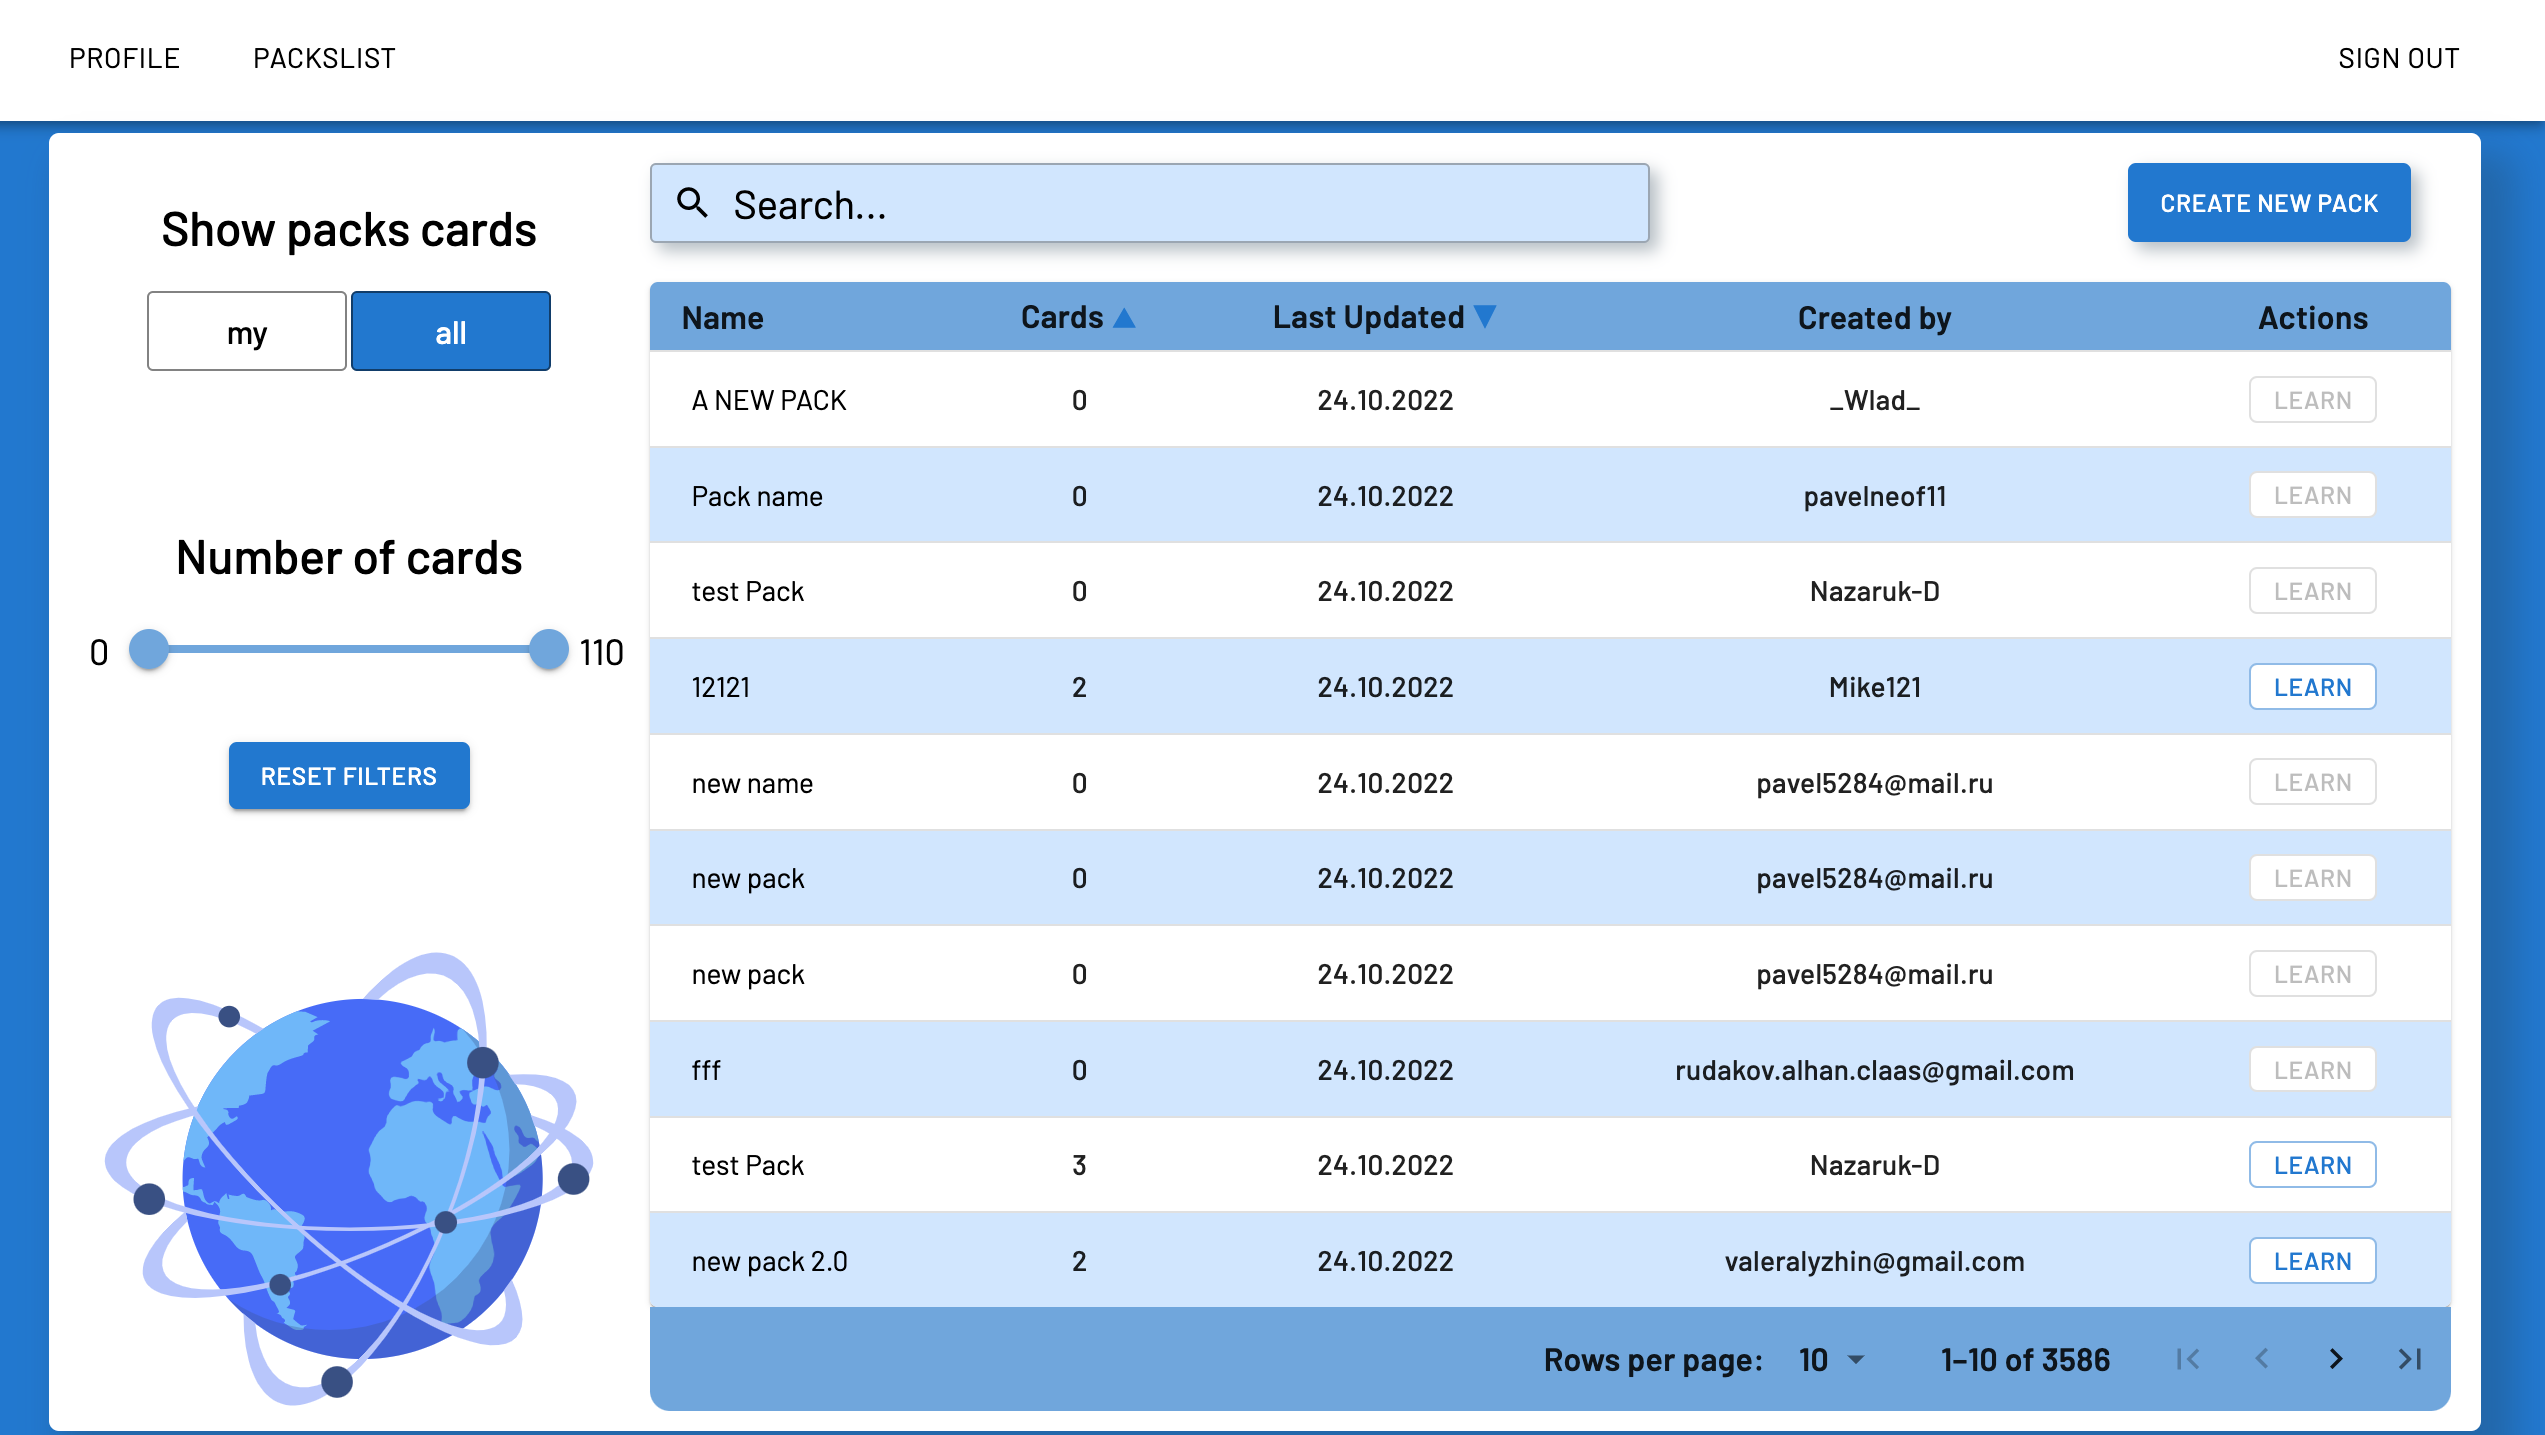 PROFILE PACKSLIST SIGN OUT
Show packs cards
my all
Number of cards
0 110
RESET FILTERS
Search...
CREATE NEW PACK
Name Cards Last Updated Created by Actions
A NEW PACK 0 24.10.2022 _Wlad_ LEARN
Pack name 0 24.10.2022 pavelneof11 LEARN
test Pack 0 24.10.2022 Nazaruk-D LEARN
12121 2 24.10.2022 Mike121 LEARN
new name 0 24.10.2022 pavel5284@mail.ru LEARN
new pack 0 24.10.2022 pavel5284@mail.ru LEARN
new pack 0 24.10.2022 pavel5284@mail.ru LEARN
fff 0 24.10.2022 rudakov.alhan.claas@gmail.com LEARN
test Pack 3 24.10.2022 Nazaruk-D LEARN
new pack 2.0 2 24.10.2022 valeralyzhin@gmail.com LEARN
Rows per page: 10 1–10 of 3586